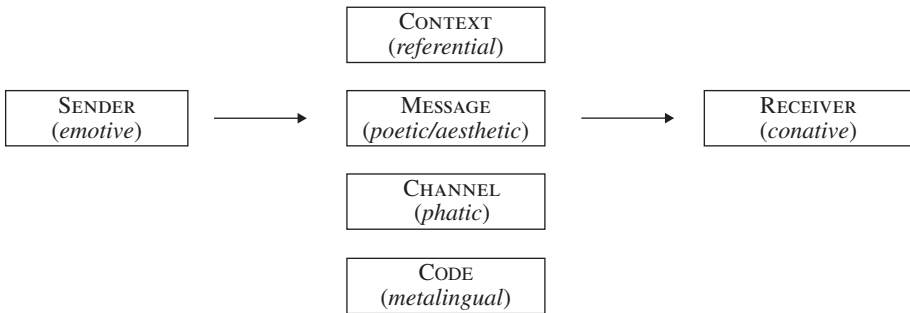 CONTEXT
(referential)
SENDER
(emotive)
MESSAGE
(poetic/aesthetic)
RECEIVER
(conative)
CHANNEL
(phatic)
CODE
(metalingual)